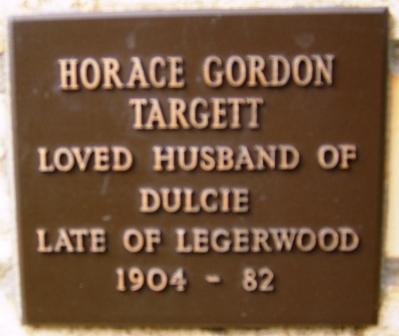 HORACE GORDON
TARGETT
LOVED HUSBAND OF
DULCIE
LATE OF LEGERWOOD
1904 - 82